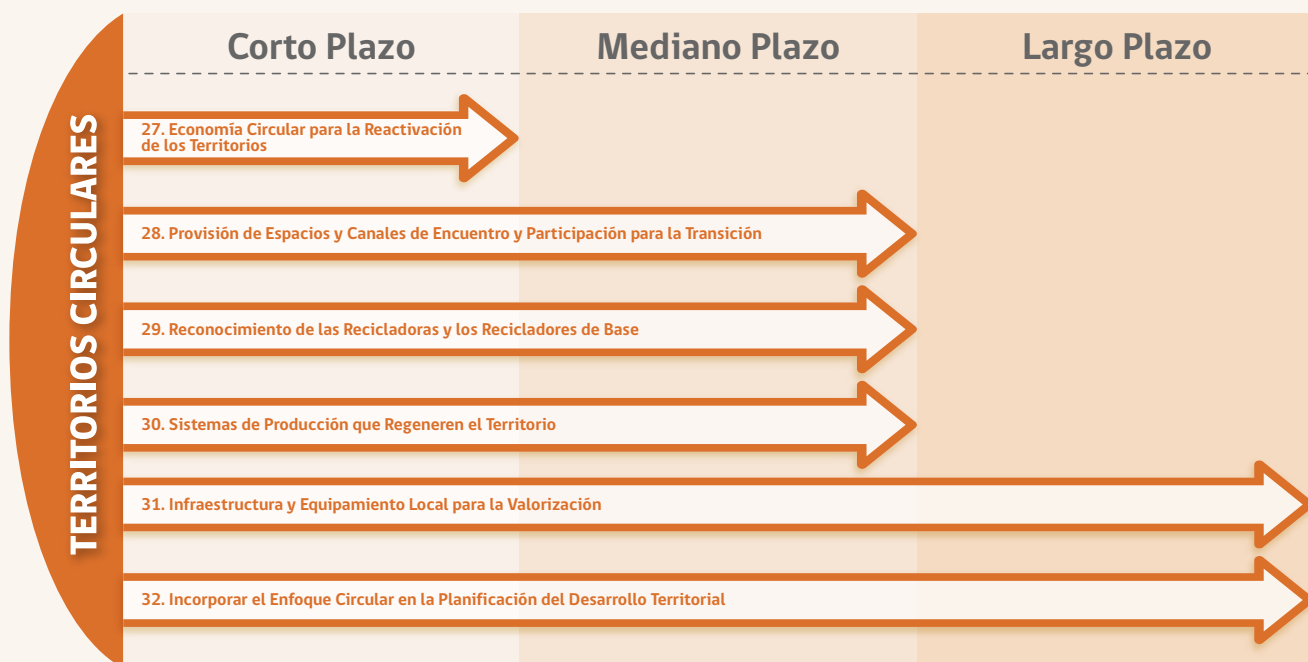 Corto Plazo
Mediano Plazo
Largo Plazo
TERRITORIOS CIRCULARES
27. Economía Circular para la Reactivación
de los Territorios
28. Provisión de Espacios y Canales de Encuentro y Participación para la Transición
29. Reconocimiento de las Recicladoras y los Recicladores de Base
30. Sistemas de Producción que Regeneren el Territorio
31. Infraestructura y Equipamiento Local para la Valorización
32. Incorporar el Enfoque Circular en la Planificación del Desarrollo Territorial